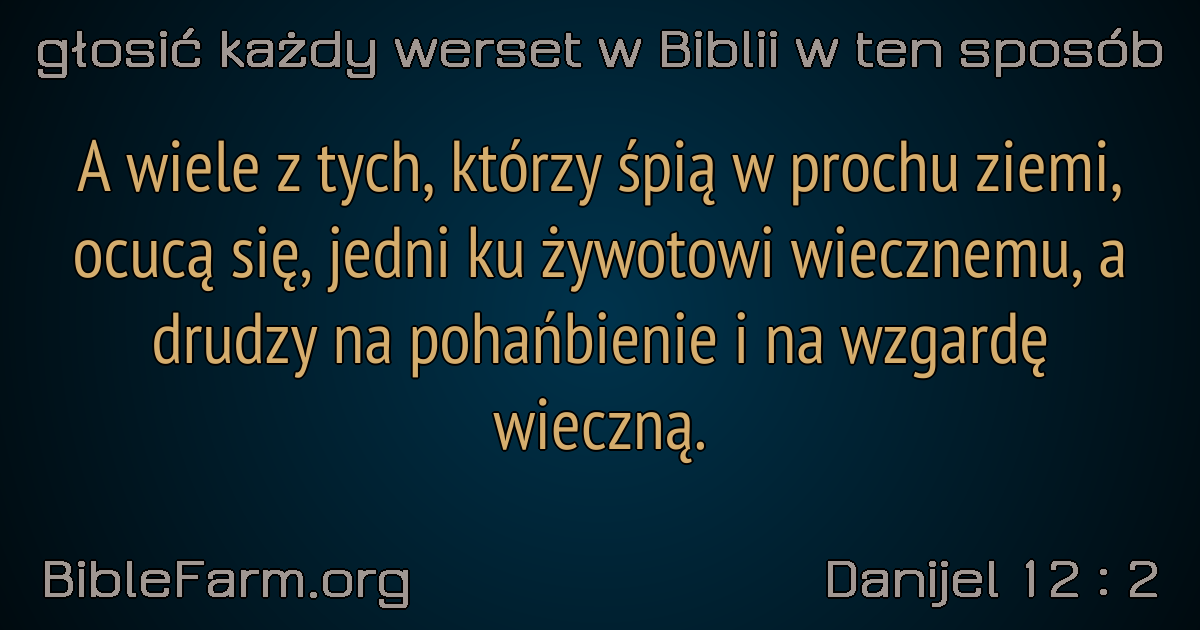 głosić każdy werset w Biblii w ten sposób
A wiele z tych, którzy śpią w prochu ziemi,
ocucą się, jedni ku żywotowi wiecznemu, a
drudzy na pohańbienie i na wzgardę
wieczną.
BibleFarm.org
Danijel 12 : 2